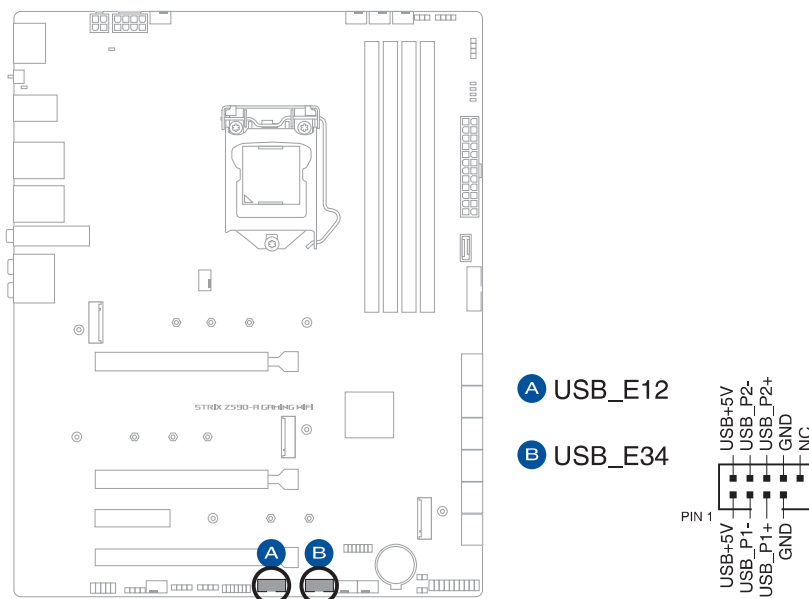 STRIX Z590-A GAMING WIFI
A USB_E12
B USB_E34
USB+5V
USB_P2-
USB_P2+
GND
NC
PIN 1
USB+5V
USB_P1-
USB_P1+
GND
A
B